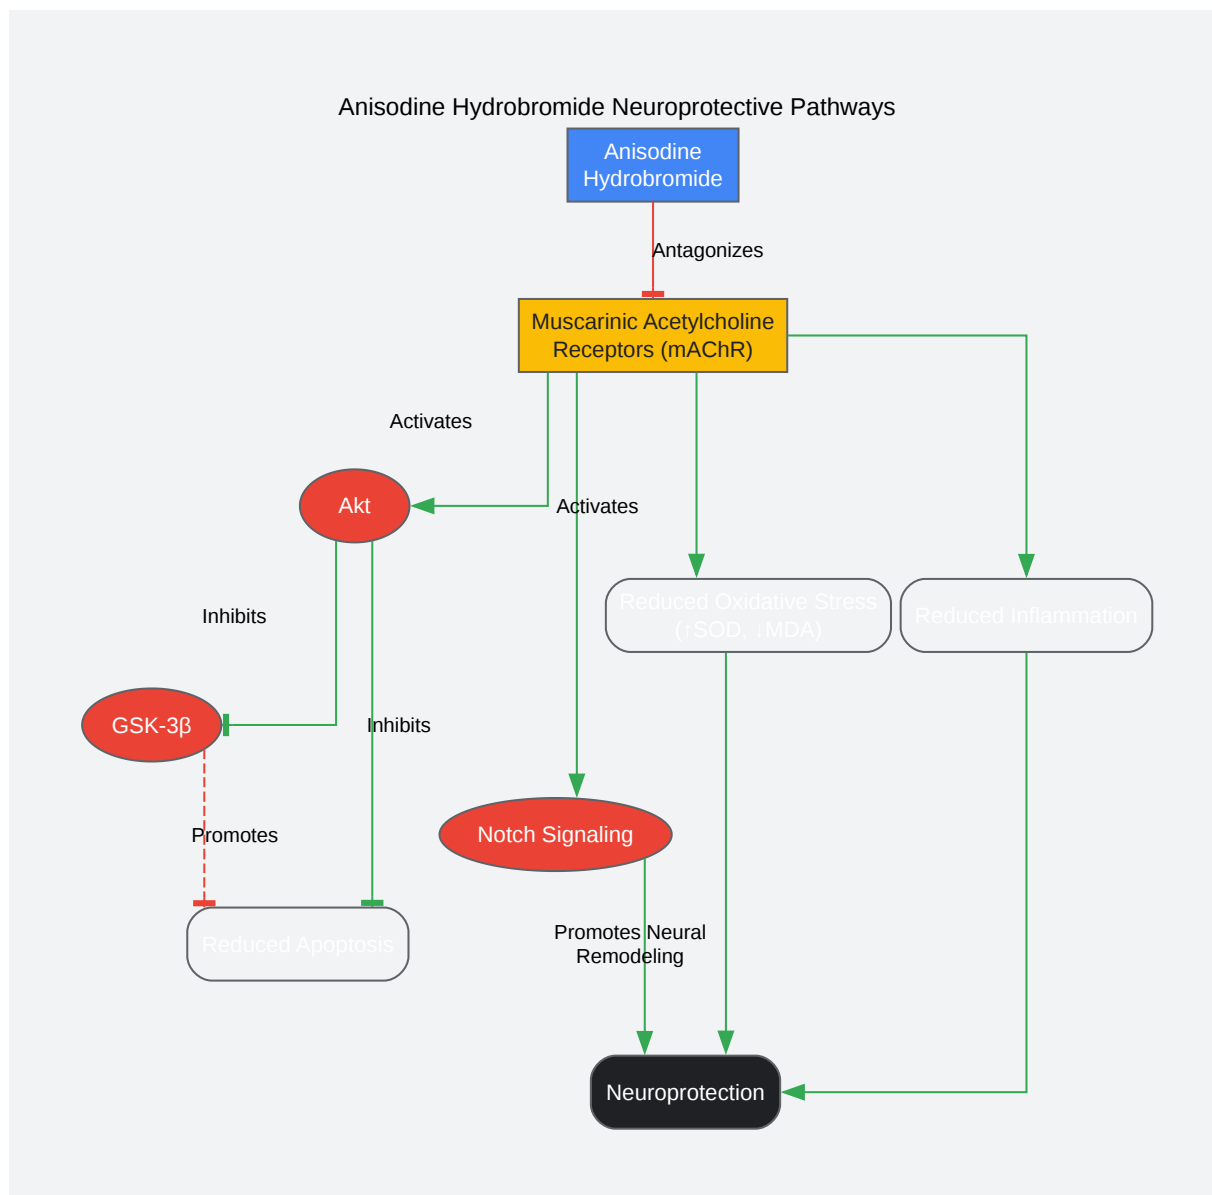 Anisodine Hydrobromide Neuroprotective Pathways
Anisodine
Hydrobromide
Antagonizes
Muscarinic Acetylcholine
Receptors (mAChR)
Activates
Akt
Activates
Reduced Oxidative Stress
(↑SOD, ↓MDA)
Reduced Inflammation
Inhibits
GSK-3β
Inhibits
Promotes
Notch Signaling
Reduced Apoptosis
Promotes Neural
Remodeling
Neuroprotection